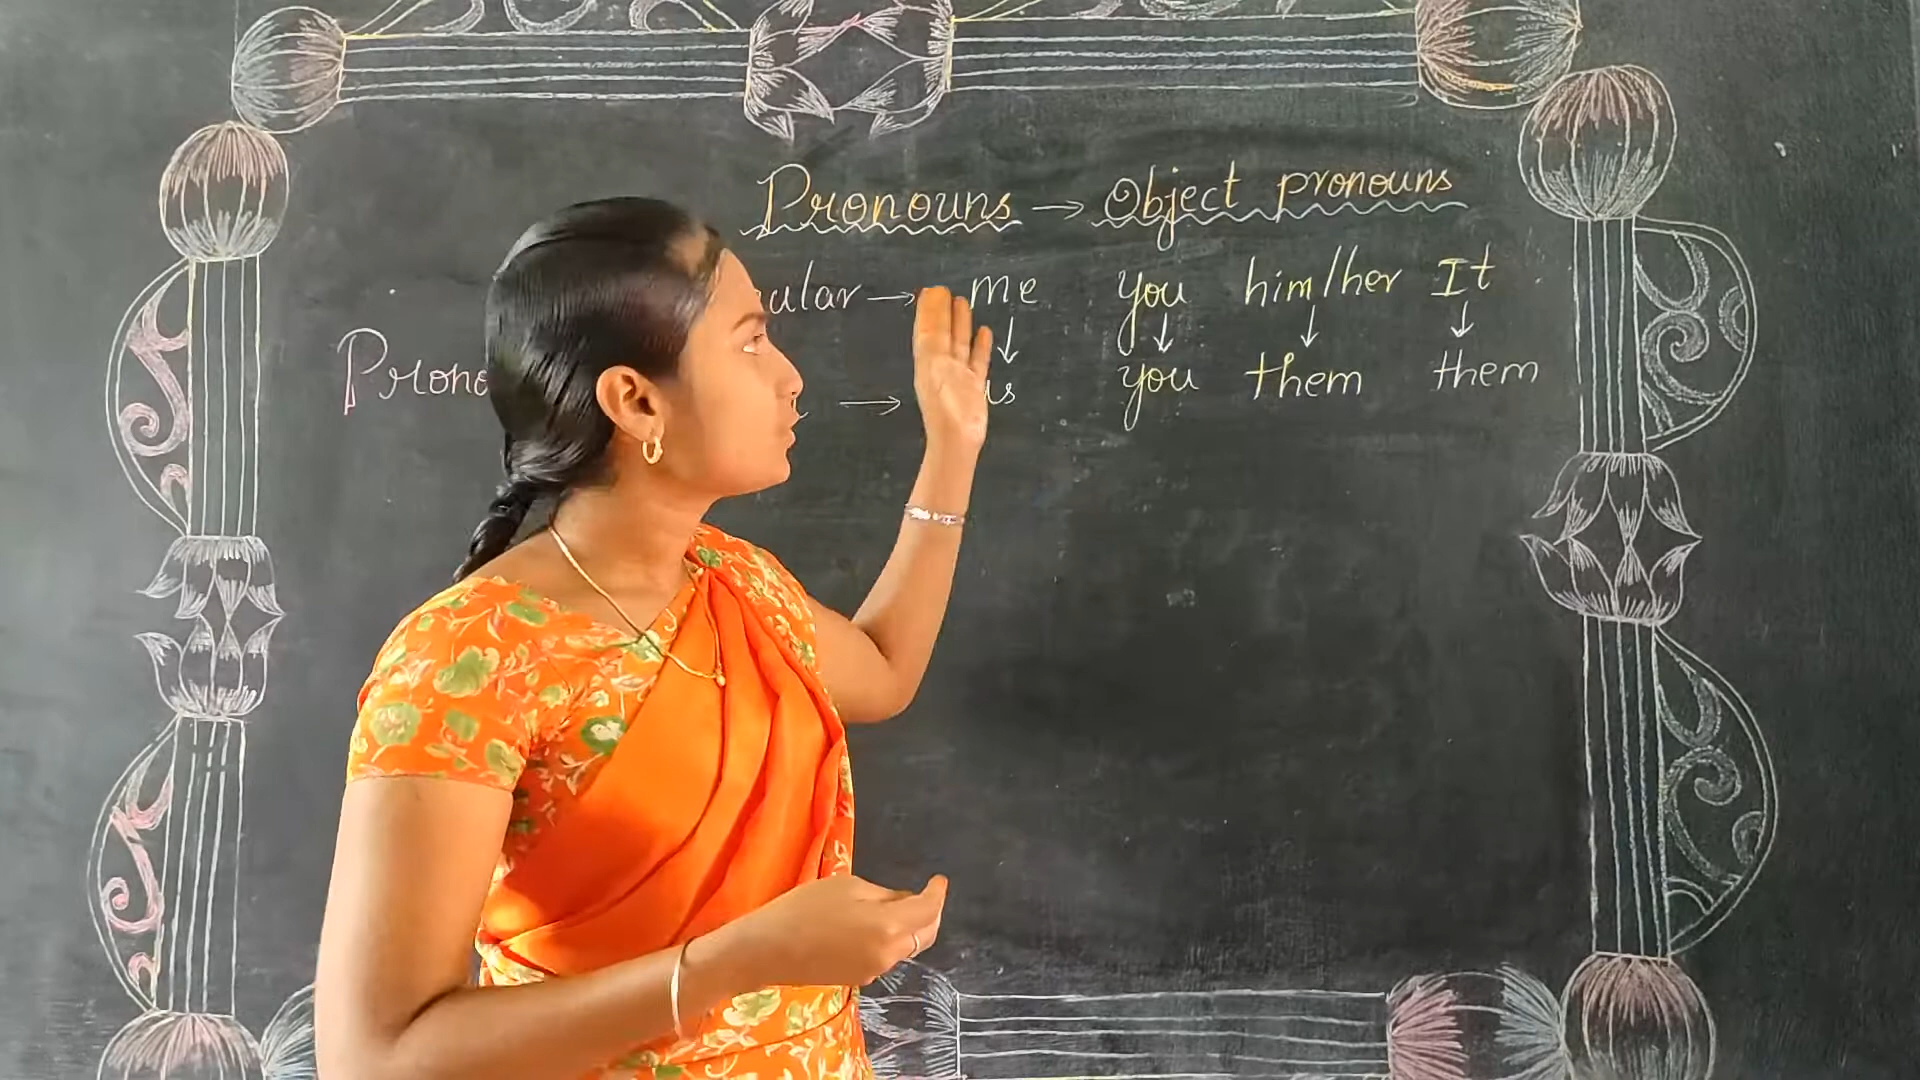 Pronouns → Object pronouns
ular → me you him/her It
↓ ↓ ↓ ↓
Prono
→ us you them them